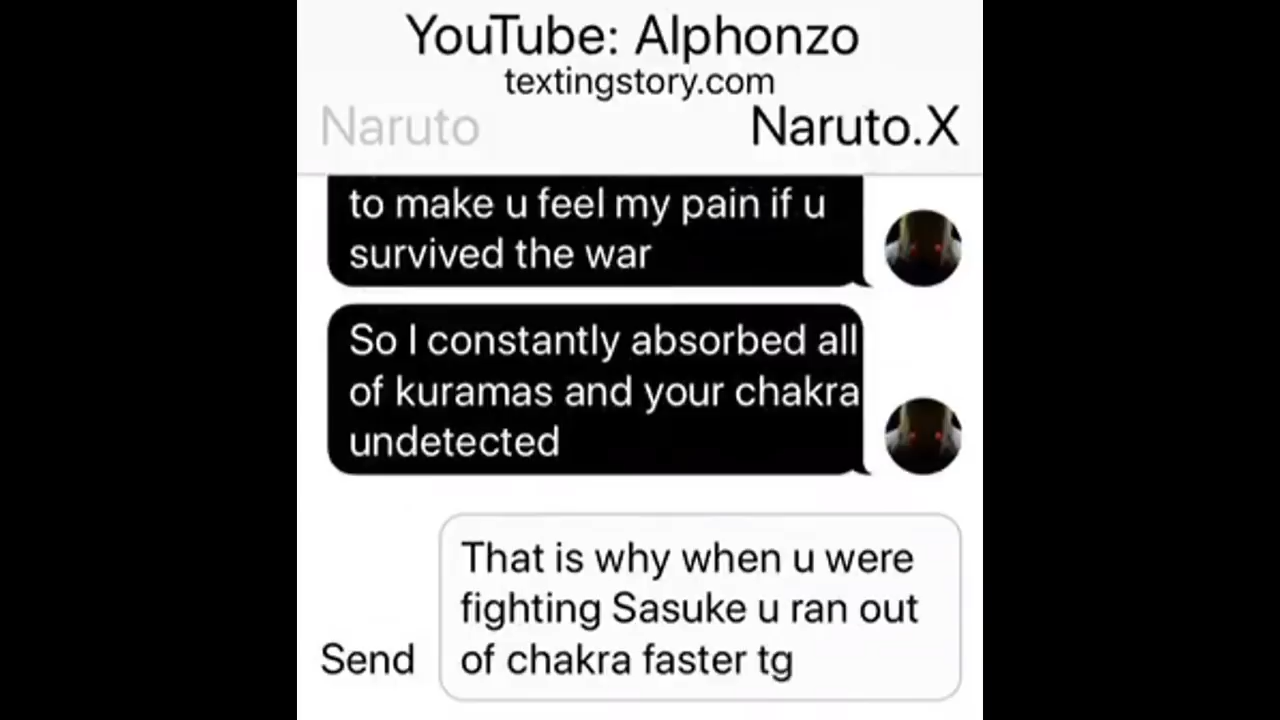 YouTube: Alphonzo
textingstory.com
Naruto Naruto.X
to make u feel my pain if u
survived the war
So I constantly absorbed all
of kuramas and your chakra
undetected
That is why when u were
fighting Sasuke u ran out
Send of chakra faster tg